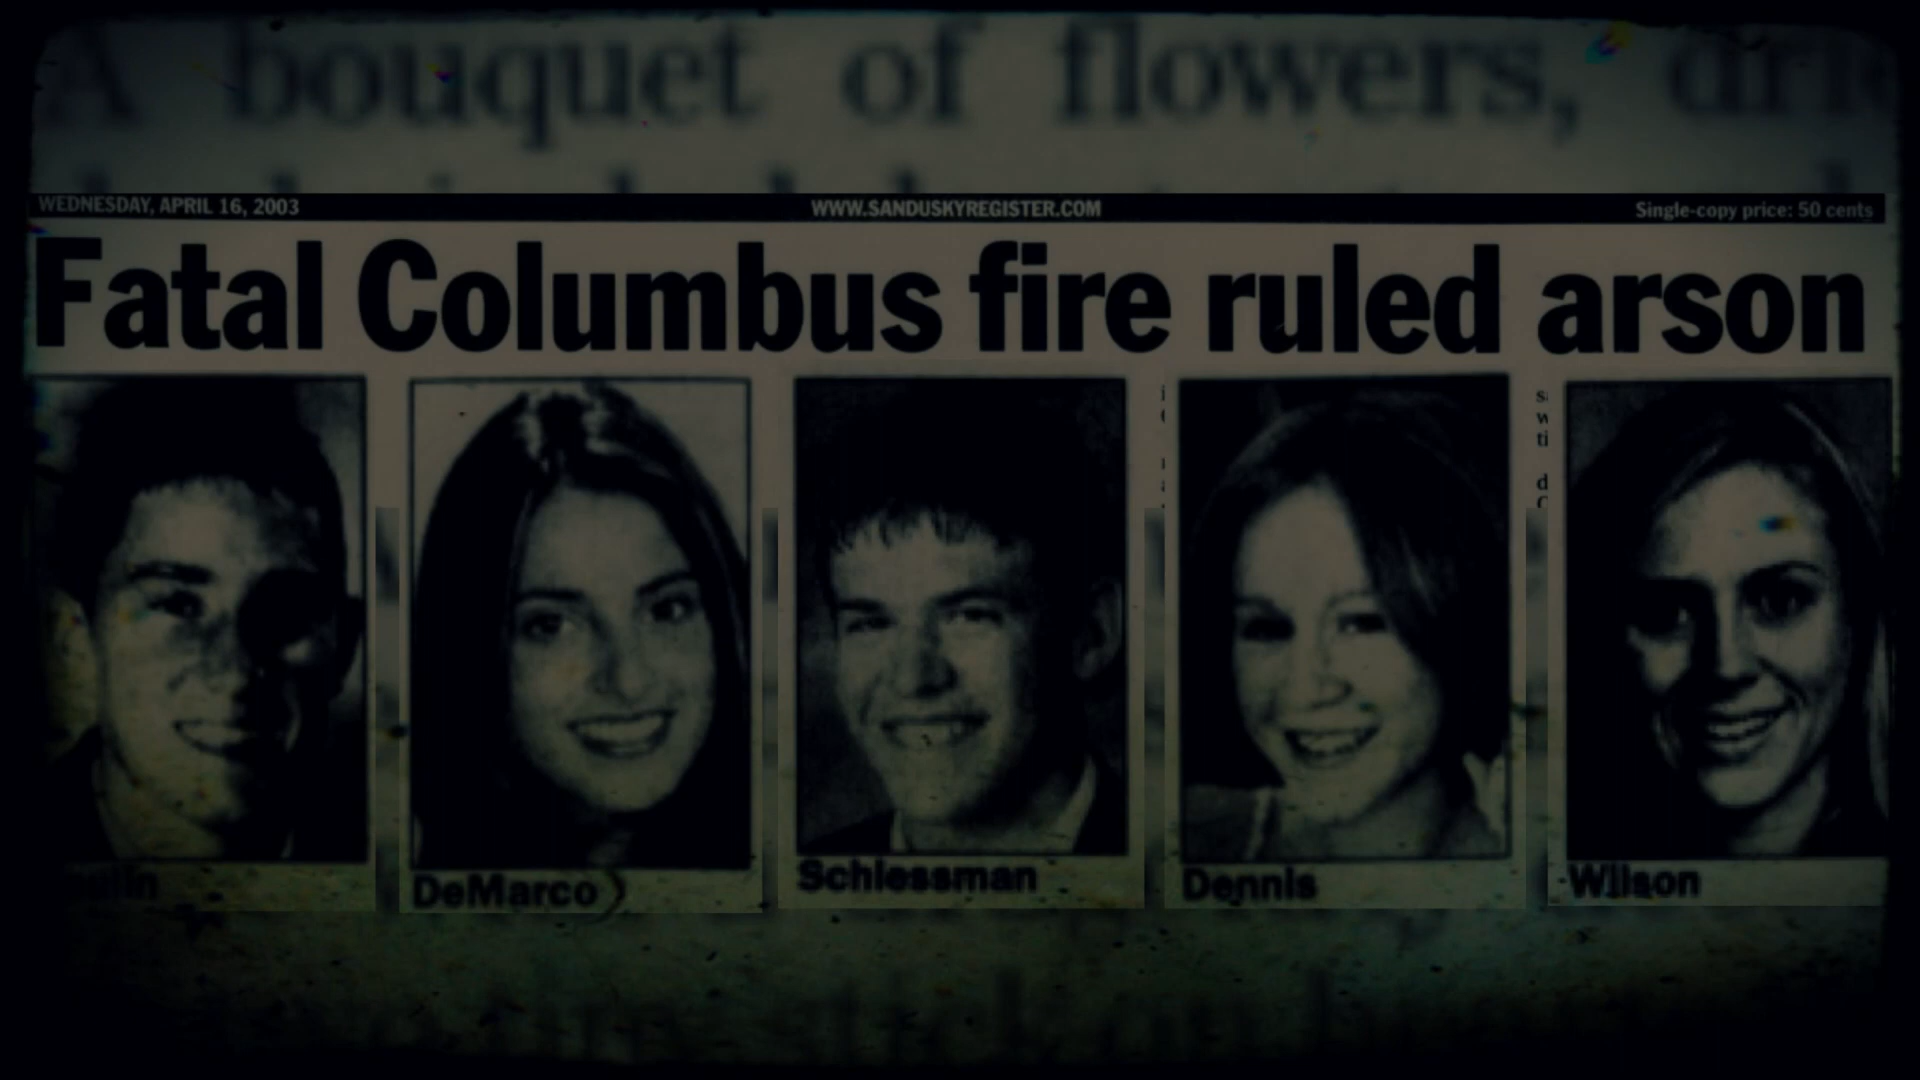 A bouquet of flowers,
WEDNESDAY, APRIL 16, 2003
WWW.SANDUSKYREGISTER.COM
Single-copy price: 50 cents
Fatal Columbus fire ruled arson
DeMarco
Schlessman
Dennis
Wilson